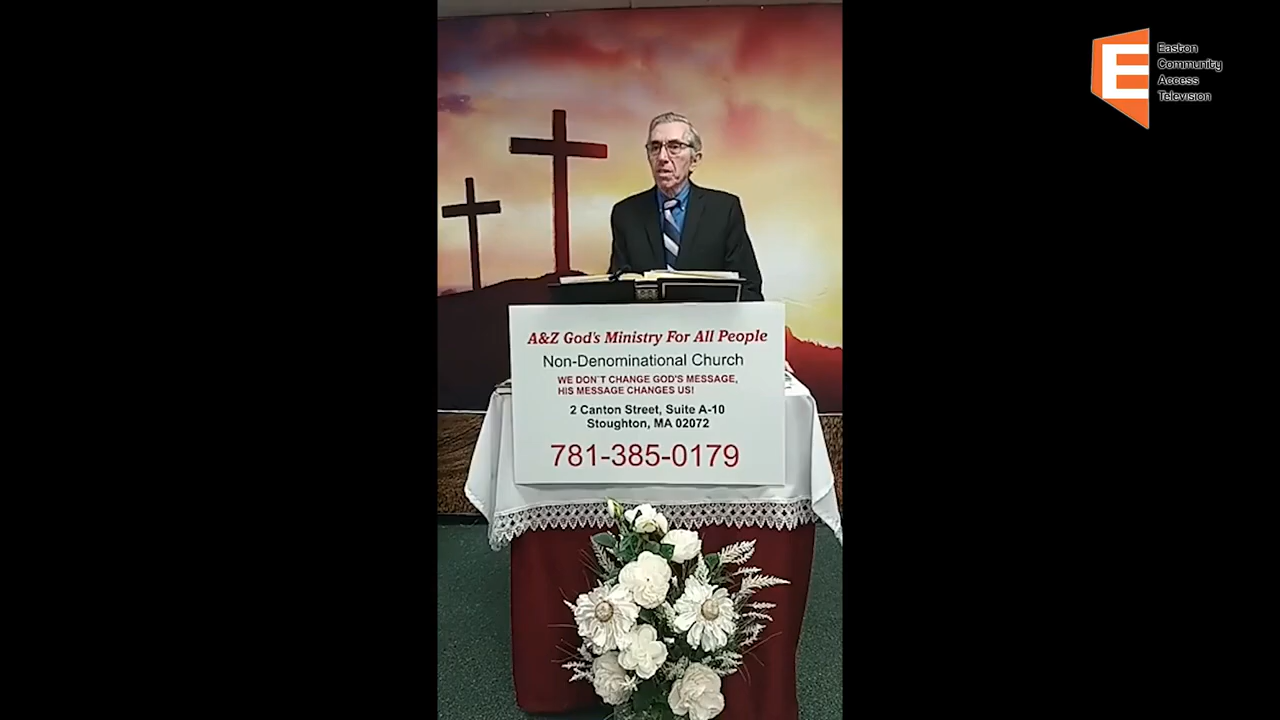 Easton
Community
Access
Television
A&Z God's Ministry For All People
Non-Denominational Church
WE DON'T CHANGE GOD'S MESSAGE,
HIS MESSAGE CHANGES US!
2 Canton Street, Suite A-10
Stoughton, MA 02072
781-385-0179